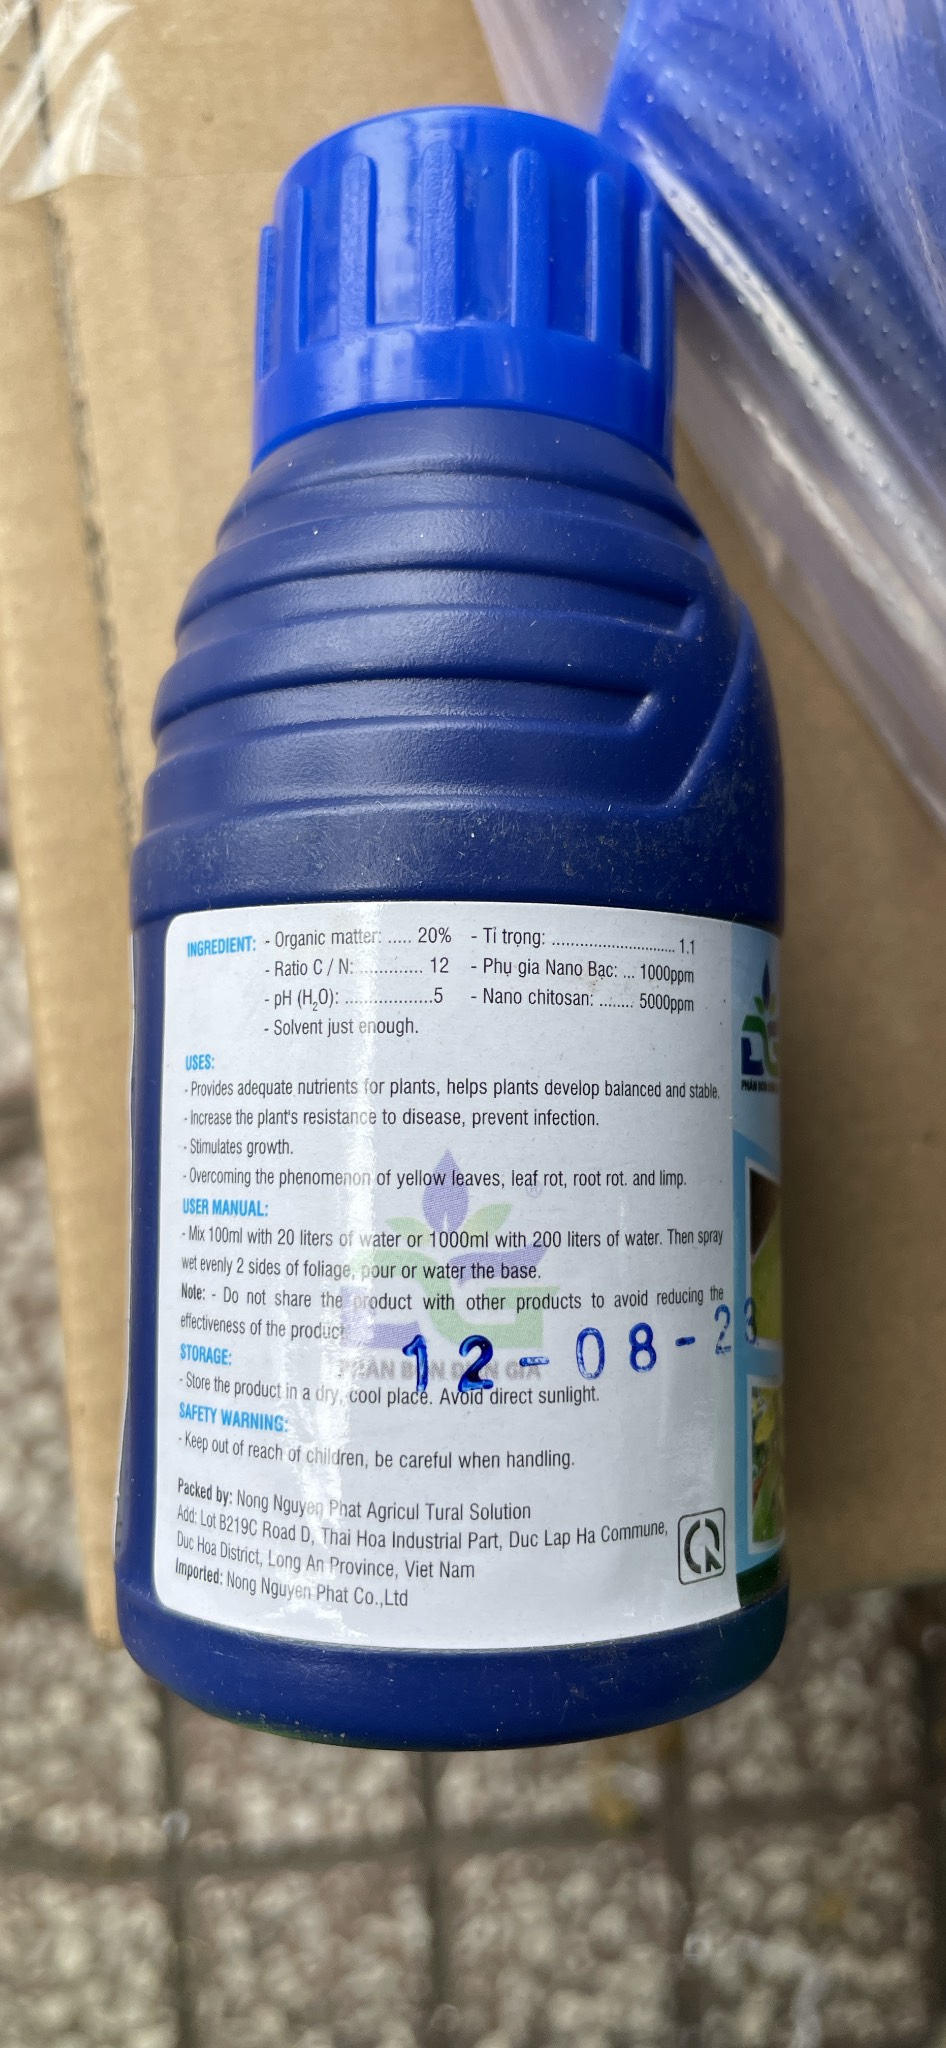 INGREDIENT: - Organic matter: ..... 20% - Tỉ trọng: ............................ 1.1
- Ratio C / N: ............. 12 - Phụ gia Nano Bạc: ... 1000ppm
- pH (H₂O): ..................5 - Nano chitosan: ........ 5000ppm
- Solvent just enough.
USES:
- Provides adequate nutrients for plants, helps plants develop balanced and stable.
- Increase the plant's resistance to disease, prevent infection.
- Stimulates growth.
- Overcoming the phenomenon of yellow leaves, leaf rot, root rot. and limp.
USER MANUAL:
- Mix 100ml with 20 liters of water or 1000ml with 200 liters of water. Then spray
wet evenly 2 sides of foliage, pour or water the base.
Note: - Do not share the product with other products to avoid reducing the
effectiveness of the product
12-08-23
STORAGE:
PHÂN BÓN ĐIỀN GIA
- Store the product in a dry, cool place. Avoid direct sunlight.
SAFETY WARNING:
- Keep out of reach of children, be careful when handling.
Packed by: Nong Nguyen Phat Agricul Tural Solution
Add: Lot B219C Road D, Thai Hoa Industrial Part, Duc Lap Ha Commune,
Duc Hoa District, Long An Province, Viet Nam
Imported: Nong Nguyen Phat Co.,Ltd
PHÂN BÓN